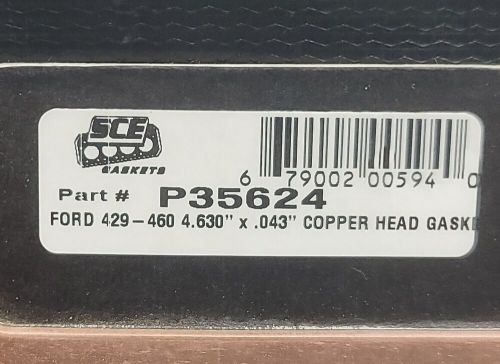 SCE
GASKETS
6 79002 00594 0
Part # P35624
FORD 429-460 4.630" x .043" COPPER HEAD GASKE